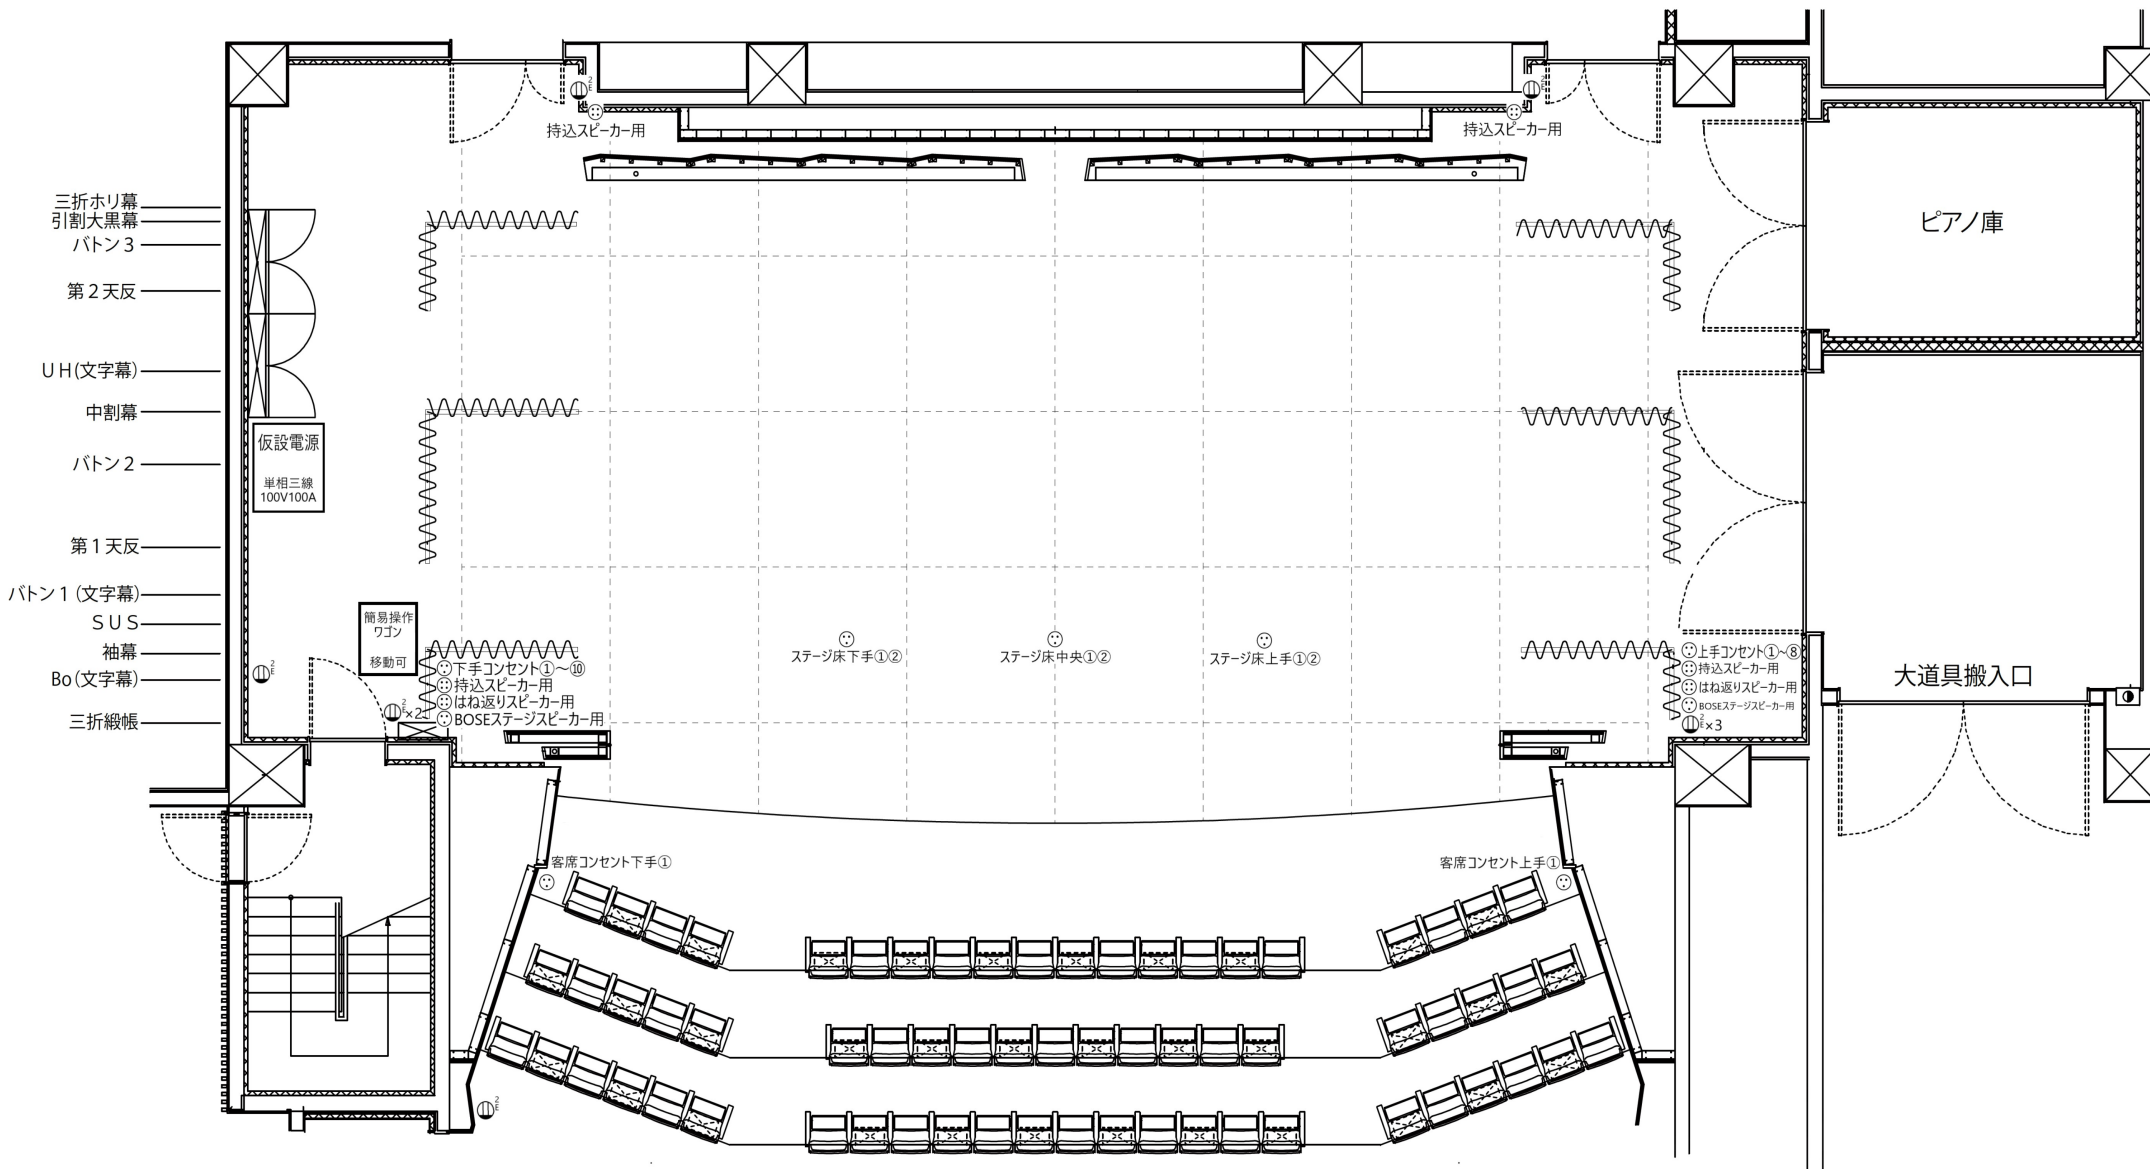 2
E
2
E
持込スピーカー用
持込スピーカー用
三折ホリ幕
引割大黒幕
バトン３
第２天反
ＵＨ(文字幕)
中割幕
バトン２
第１天反
バトン１(文字幕)
ＳＵＳ
袖幕
Bo(文字幕)
三折緞帳
ピアノ庫
仮設電源
単相三線
100V100A
簡易操作
ワゴン
移動可
2
E
2
E×2
下手コンセント①～⑩
持込スピーカー用
はね返りスピーカー用
BOSEステージスピーカー用
ステージ床下手①②
ステージ床中央①②
ステージ床上手①②
上手コンセント①~⑧
持込スピーカー用
はね返りスピーカー用
BOSEステージスピーカー用
2
E×3
大道具搬入口
客席コンセント下手①
客席コンセント上手①
2
E